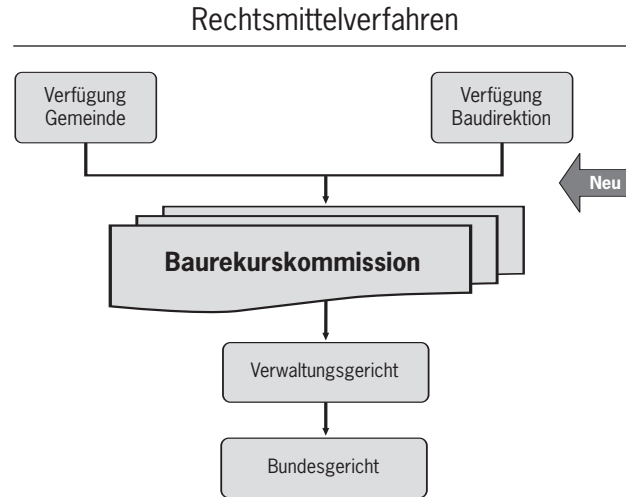 Rechtsmittelverfahren
Verfügung
Gemeinde
Verfügung
Baudirektion
Neu
Baurekurskommission
Verwaltungsgericht
Bundesgericht